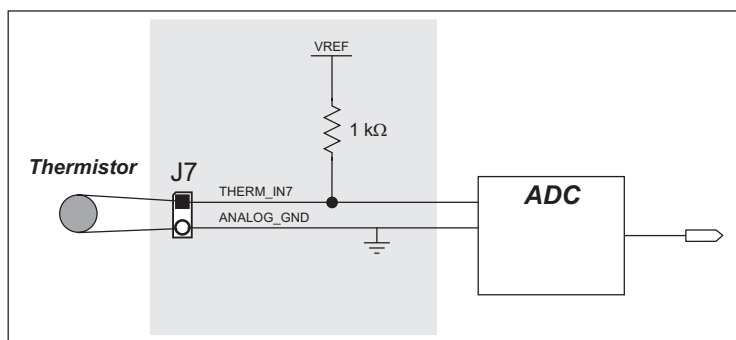 VREF
1 kΩ
Thermistor
J7
THERM_IN7
ANALOG_GND
ADC